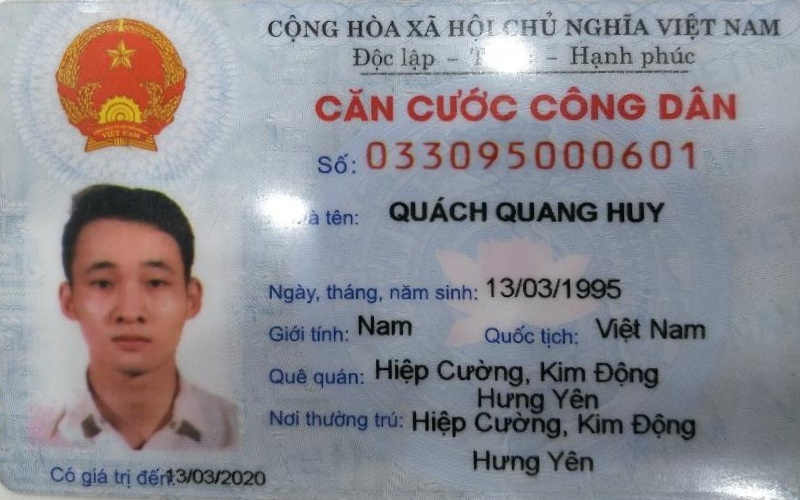 CỘNG HÒA XÃ HỘI CHỦ NGHĨA VIỆT NAM
Độc lập - - Hạnh phúc
CĂN CƯỚC CÔNG DÂN
Số: 033095000601
tên: QUÁCH QUANG HUY
Ngày, tháng, năm sinh: 13/03/1995
Giới tính: Nam Quốc tịch: Việt Nam
Quê quán: Hiệp Cường, Kim Động
Hưng Yên
Nơi thường trú: Hiệp Cường, Kim Động
Hưng Yên
Có giá trị đến: 13/03/2020
VIỆT NAM